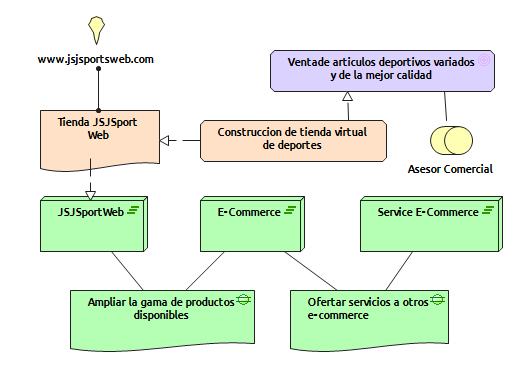 www.jsjsportsweb.com
Ventade articulos deportivos variados
y de la mejor calidad
Tienda JSJSport
Web
Construccion de tienda virtual
de deportes
Asesor Comercial
JSJSportWeb
E-Commerce
Service E-Commerce
Ampliar la gama de productos
disponibles
Ofertar servicios a otros
e-commerce